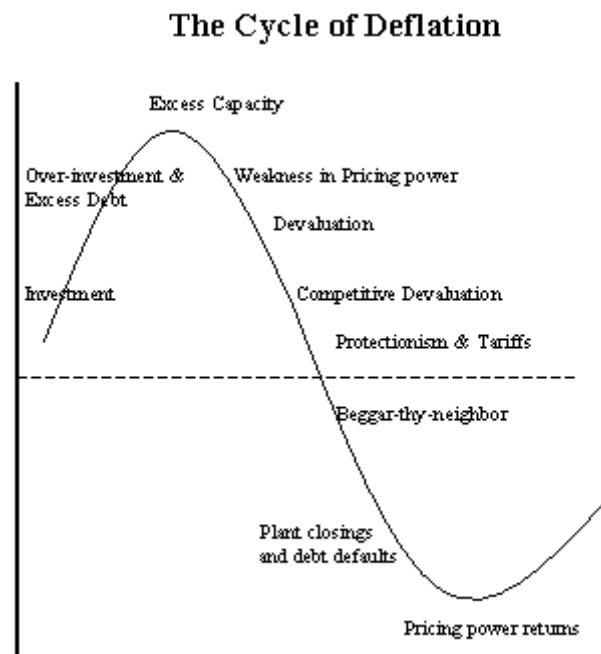 The Cycle of Deflation
Excess Capacity
Over-investment &
Excess Debt
Weakness in Pricing power
Devaluation
Investment
Competitive Devaluation
Protectionism & Tariffs
Beggar-thy-neighbor
Plant closings
and debt defaults
Pricing power returns